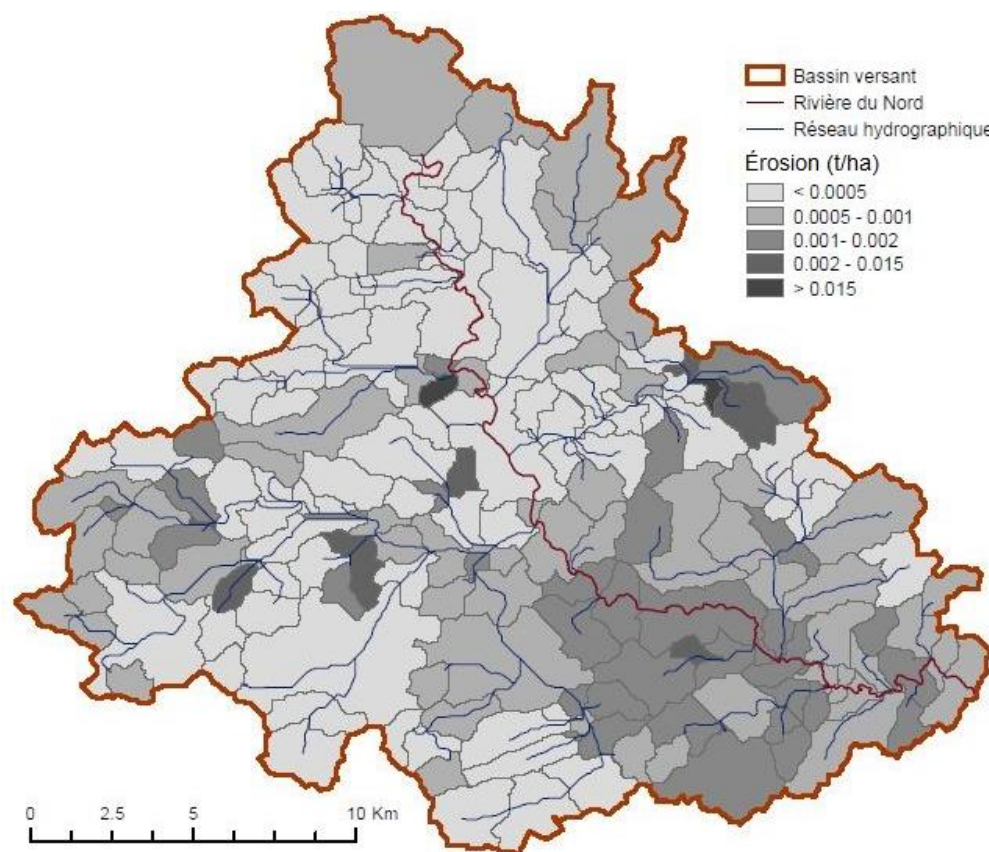 Bassin versant
Rivière du Nord
Réseau hydrographique
Érosion (t/ha)
< 0.0005
0.0005 - 0.001
0.001- 0.002
0.002 - 0.015
> 0.015
0 2.5 5 10 Km